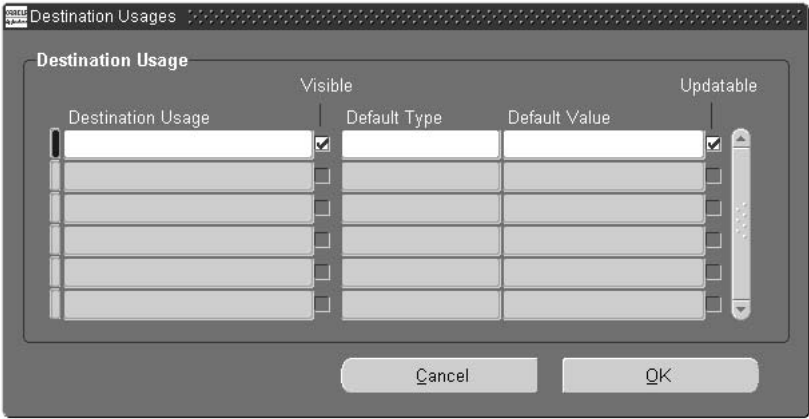 Destination Usages
Destination Usage
Visible
Updatable
Destination Usage
Default Type
Default Value
Cancel
OK